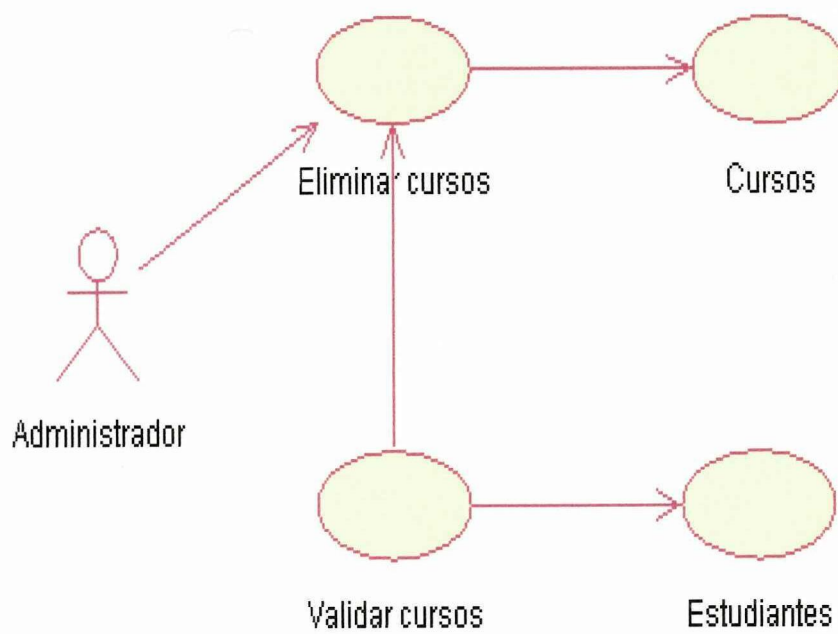 Eliminar cursos
Cursos
Administrador
Validar cursos
Estudiantes